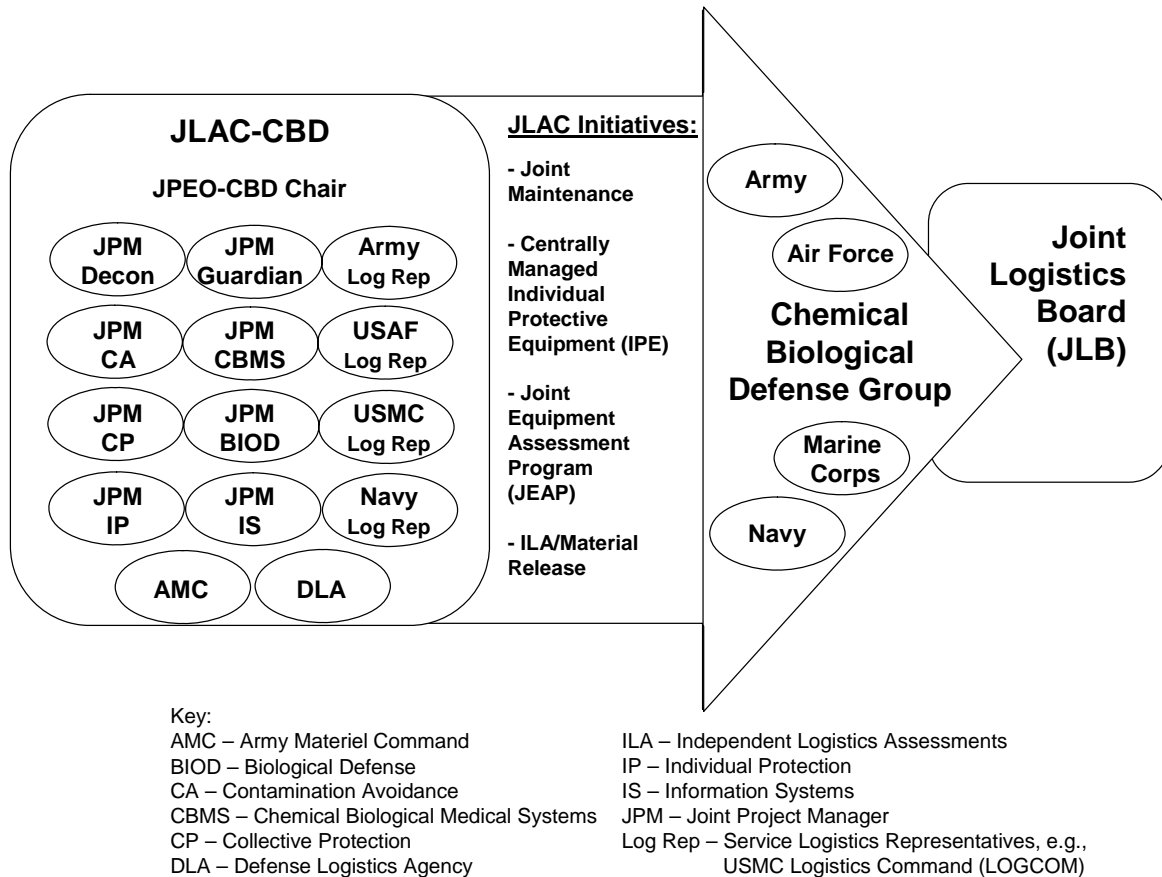 JLAC-CBD
JPEO-CBD Chair
JPM
Decon
JPM
Guardian
Army
Log Rep
JPM
CA
JPM
CBMS
USAF
Log Rep
JPM
CP
JPM
BIOD
USMC
Log Rep
JPM
IP
JPM
IS
Navy
Log Rep
AMC
DLA
JLAC Initiatives:
- Joint
Maintenance
- Centrally
Managed
Individual
Protective
Equipment (IPE)
- Joint
Equipment
Assessment
Program
(JEAP)
- ILA/Material
Release
Army
Air Force
Chemical
Biological
Defense Group
Marine
Corps
Navy
Joint
Logistics
Board
(JLB)
Key:
AMC – Army Materiel Command
BIOD – Biological Defense
CA – Contamination Avoidance
CBMS – Chemical Biological Medical Systems
CP – Collective Protection
DLA – Defense Logistics Agency
ILA – Independent Logistics Assessments
IP – Individual Protection
IS – Information Systems
JPM – Joint Project Manager
Log Rep – Service Logistics Representatives, e.g.,
USMC Logistics Command (LOGCOM)